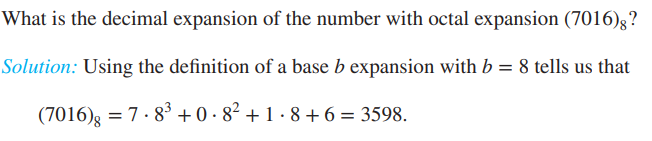 What is the decimal expansion of the number with octal expansion (7016)₈?
Solution: Using the definition of a base b expansion with b = 8 tells us that
(7016)₈ = 7 · 8³ + 0 · 8² + 1 · 8 + 6 = 3598.